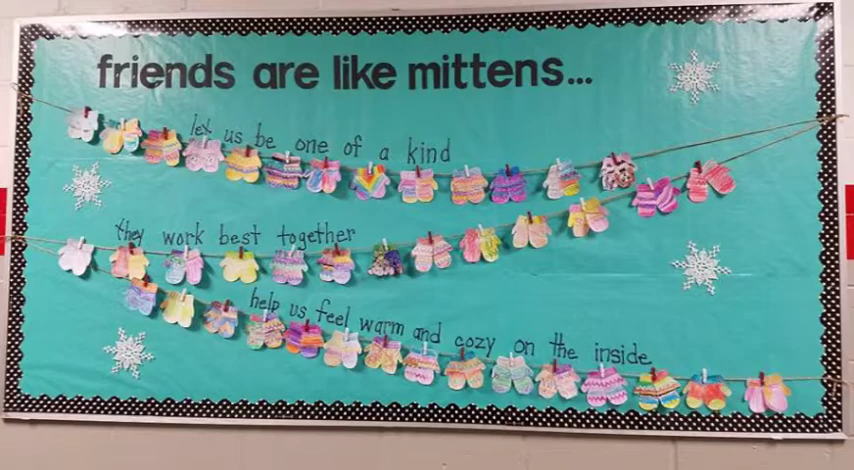 friends are like mittens...
let us be one of a kind
they work best together
help us feel warm and cozy on the inside